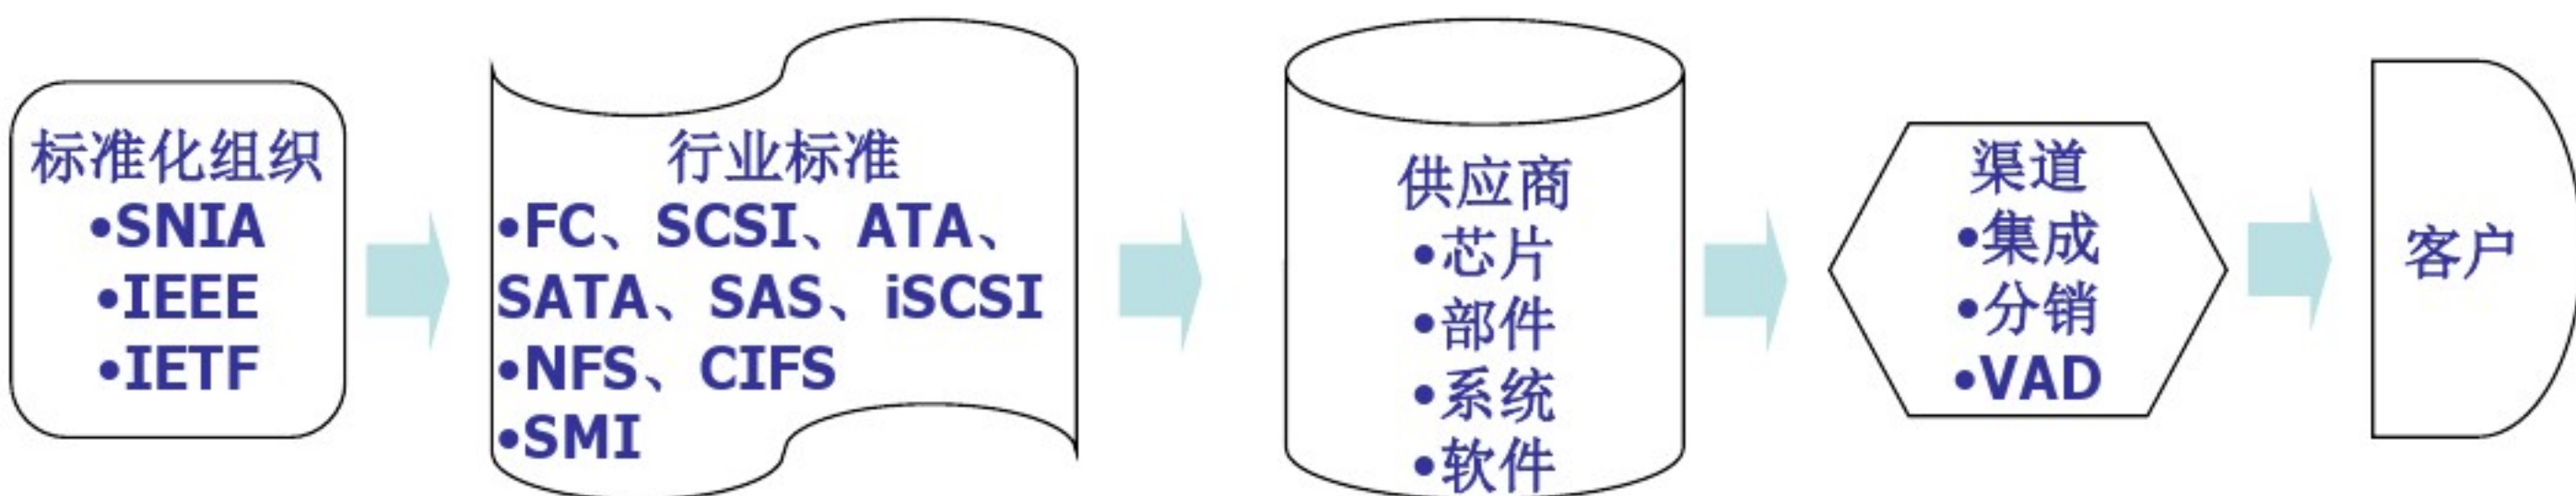 标准化组织
•SNIA
•IEEE
•IETF
行业标准
•FC、SCSI、ATA、
SATA、SAS、iSCSI
•NFS、CIFS
•SMI
供应商
•芯片
•部件
•系统
•软件
渠道
•集成
•分销
•VAD
客户